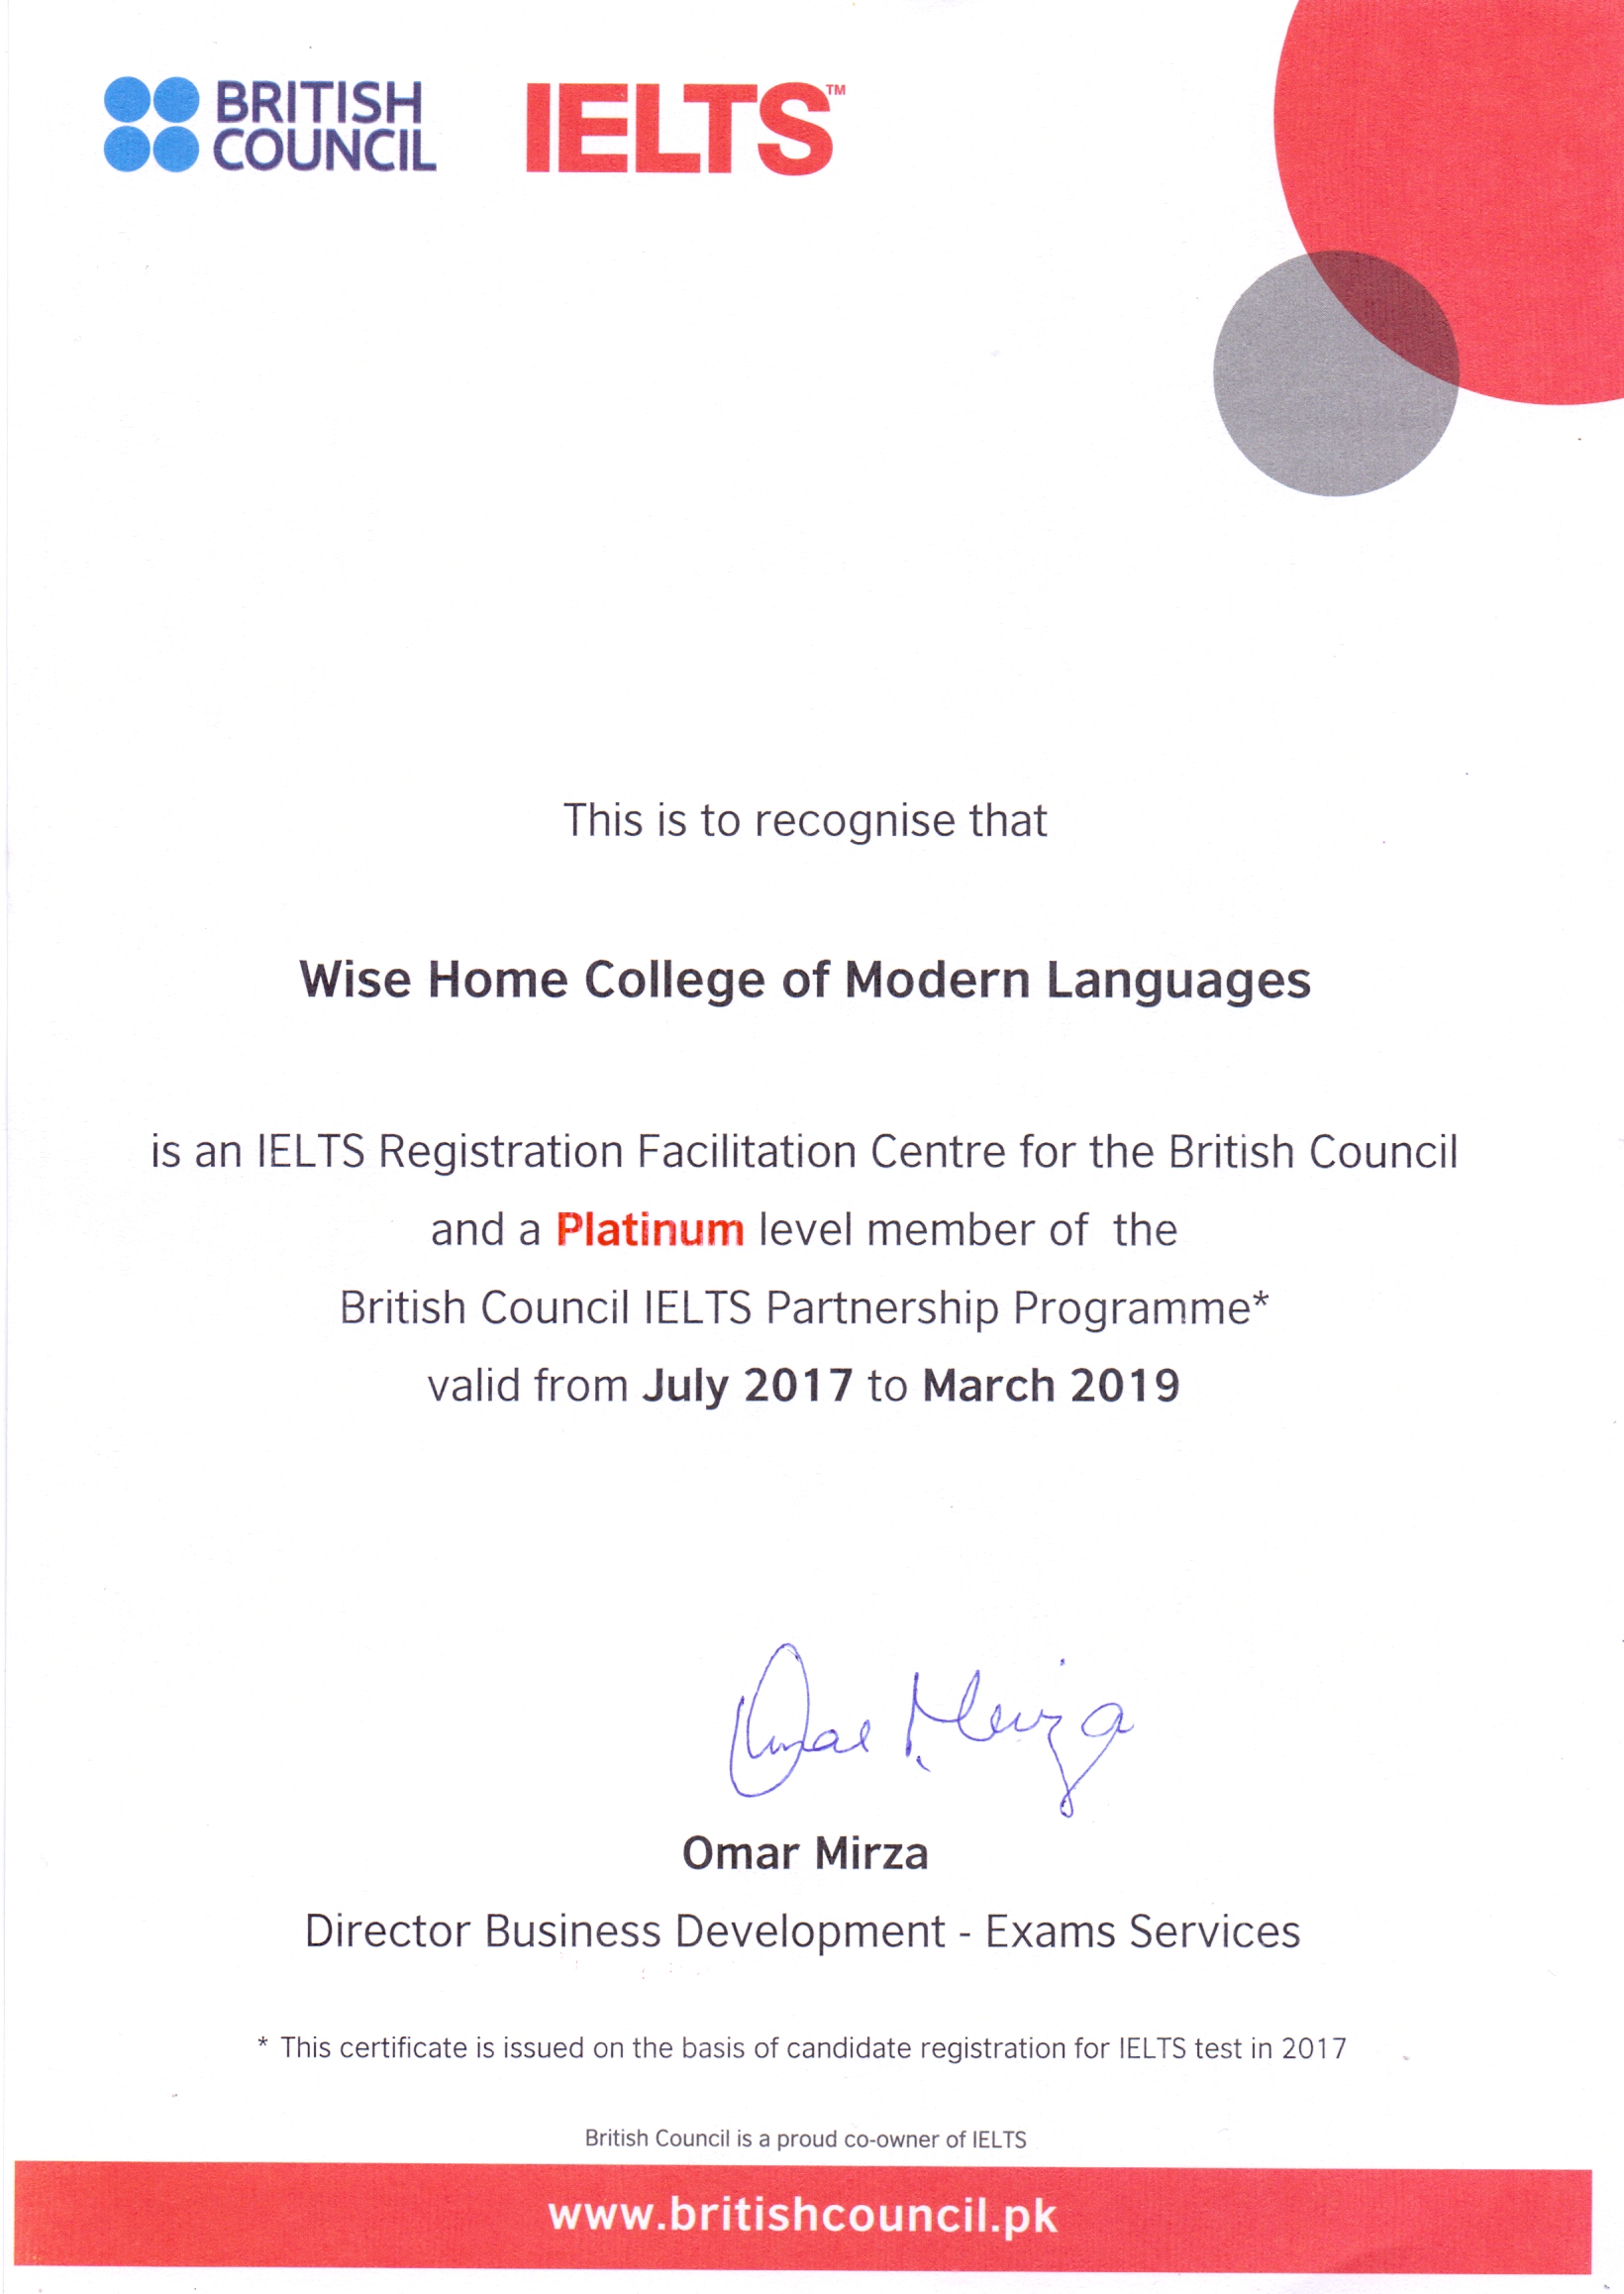 BRITISH
COUNCIL
IELTS™
This is to recognise that
Wise Home College of Modern Languages
is an IELTS Registration Facilitation Centre for the British Council
and a Platinum level member of the
British Council IELTS Partnership Programme*
valid from July 2017 to March 2019
Omar Mirza
Omar Mirza
Director Business Development - Exams Services
* This certificate is issued on the basis of candidate registration for IELTS test in 2017
British Council is a proud co-owner of IELTS
www.britishcouncil.pk